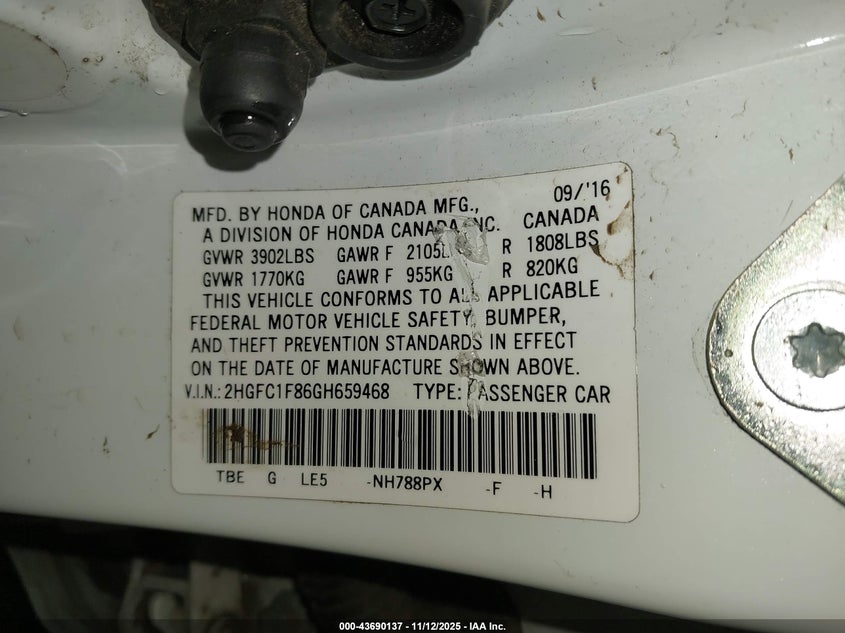 09/'16
MFD. BY HONDA OF CANADA MFG.,
A DIVISION OF HONDA CANADA INC. CANADA
GVWR 3902LBS GAWR F 2105LBS R 1808LBS
GVWR 1770KG GAWR F 955KG R 820KG
THIS VEHICLE CONFORMS TO ALL APPLICABLE
FEDERAL MOTOR VEHICLE SAFETY, BUMPER,
AND THEFT PREVENTION STANDARDS IN EFFECT
ON THE DATE OF MANUFACTURE SHOWN ABOVE.
V.I.N.: 2HGFC1F86GH659468 TYPE: PASSENGER CAR
TBE G LE5 -NH788PX -F -H
000-43690137 - 11/12/2025 - IAA Inc.